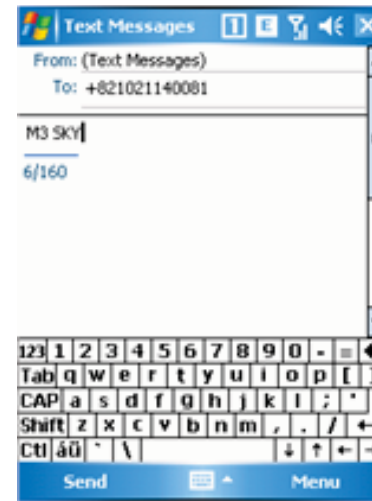 Text Messages 1 E
From: (Text Messages)
To: +821021140081
M3 SKY
6/160
123 1 2 3 4 5 6 7 8 9 0 - =
Tab q w e r t y u i o p [ ]
CAP a s d f g h j k l ; '
Shift z x c v b n m , . /
Ctl áü ` \
Send Menu